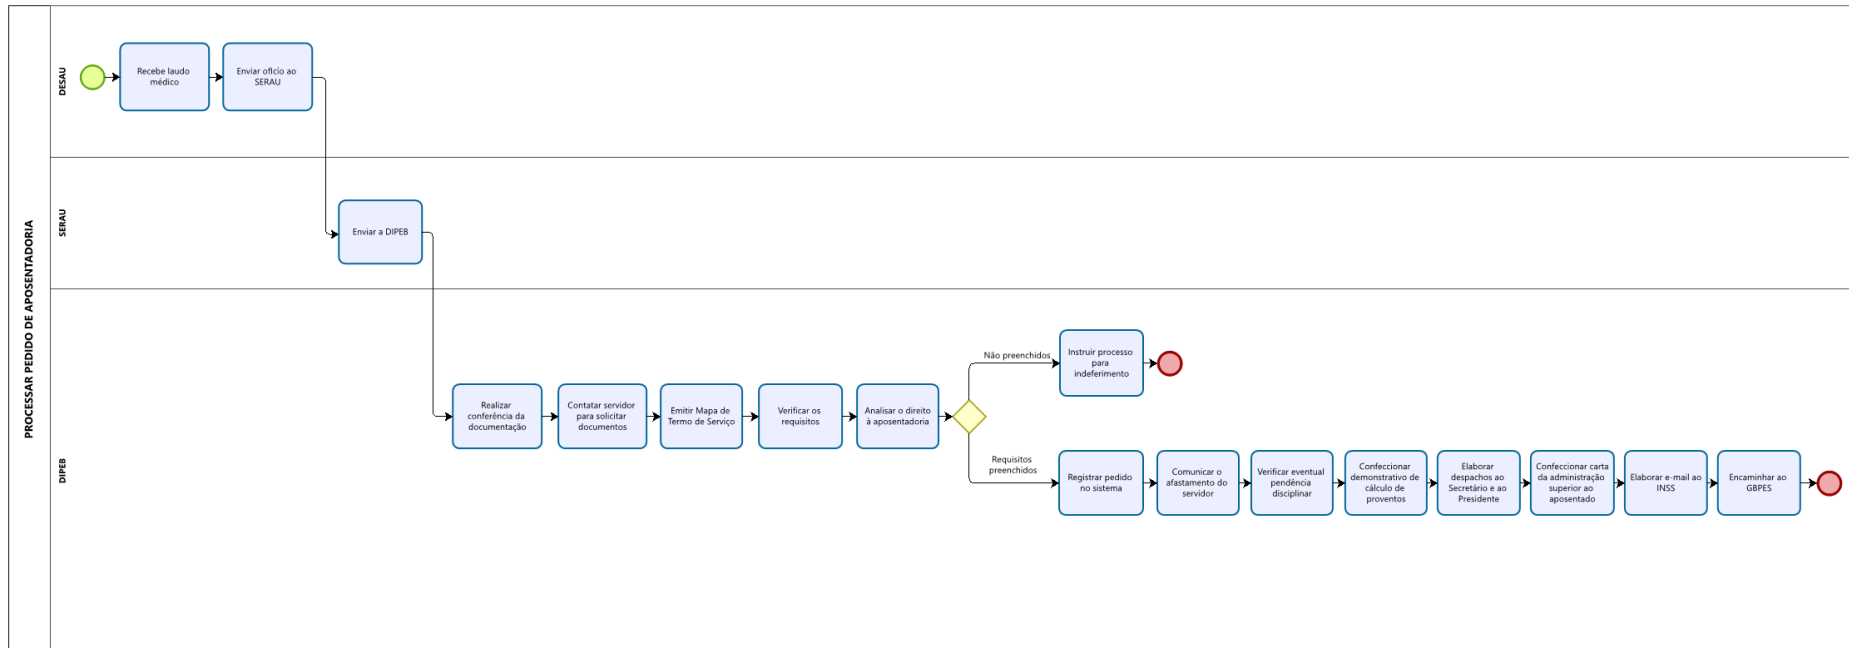 PROCESSAR PEDIDO DE APOSENTADORIA
DESAU
Recebe laudo
médico
Enviar ofício ao
SERAU
SERAU
Enviar a DIPEB
DIPEB
Realizar
conferência da
documentação
Contatar servidor
para solicitar
documentos
Emitir Mapa de
Termo de Serviço
Verificar os
requisitos
Analisar o direito
à aposentadoria
Não preenchidos
Instruir processo
para
indeferimento
Requisitos
preenchidos
Registrar pedido
no sistema
Comunicar o
afastamento do
servidor
Verificar eventual
pendência
disciplinar
Confeccionar
demonstrativo de
cálculo de
proventos
Elaborar
despachos ao
Secretário e ao
Presidente
Confeccionar carta
da administração
superior ao
aposentado
Elaborar e-mail ao
INSS
Encaminhar ao
GBPES